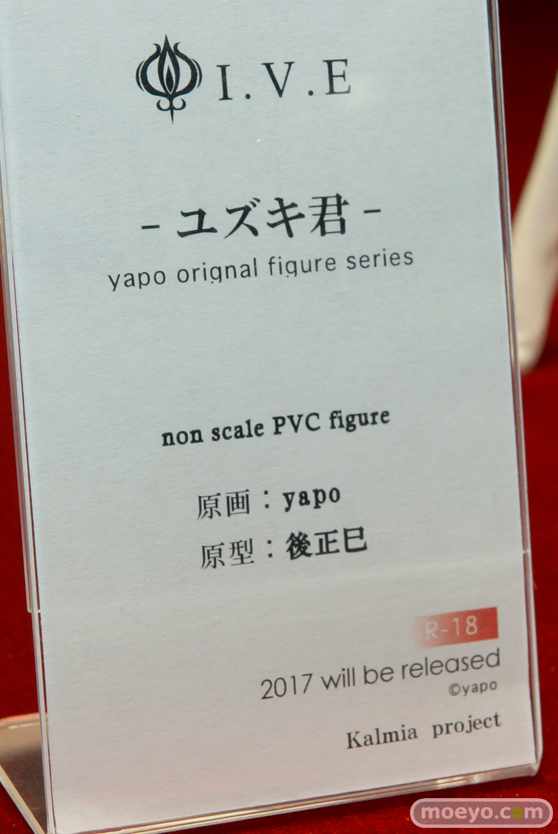 I.V.E
- ユズキ君 -
yapo orignal figure series
non scale PVC figure
原画：yapo
原型：後正巳
R-18
2017 will be released
©yapo
Kalmia project
moeyo.com